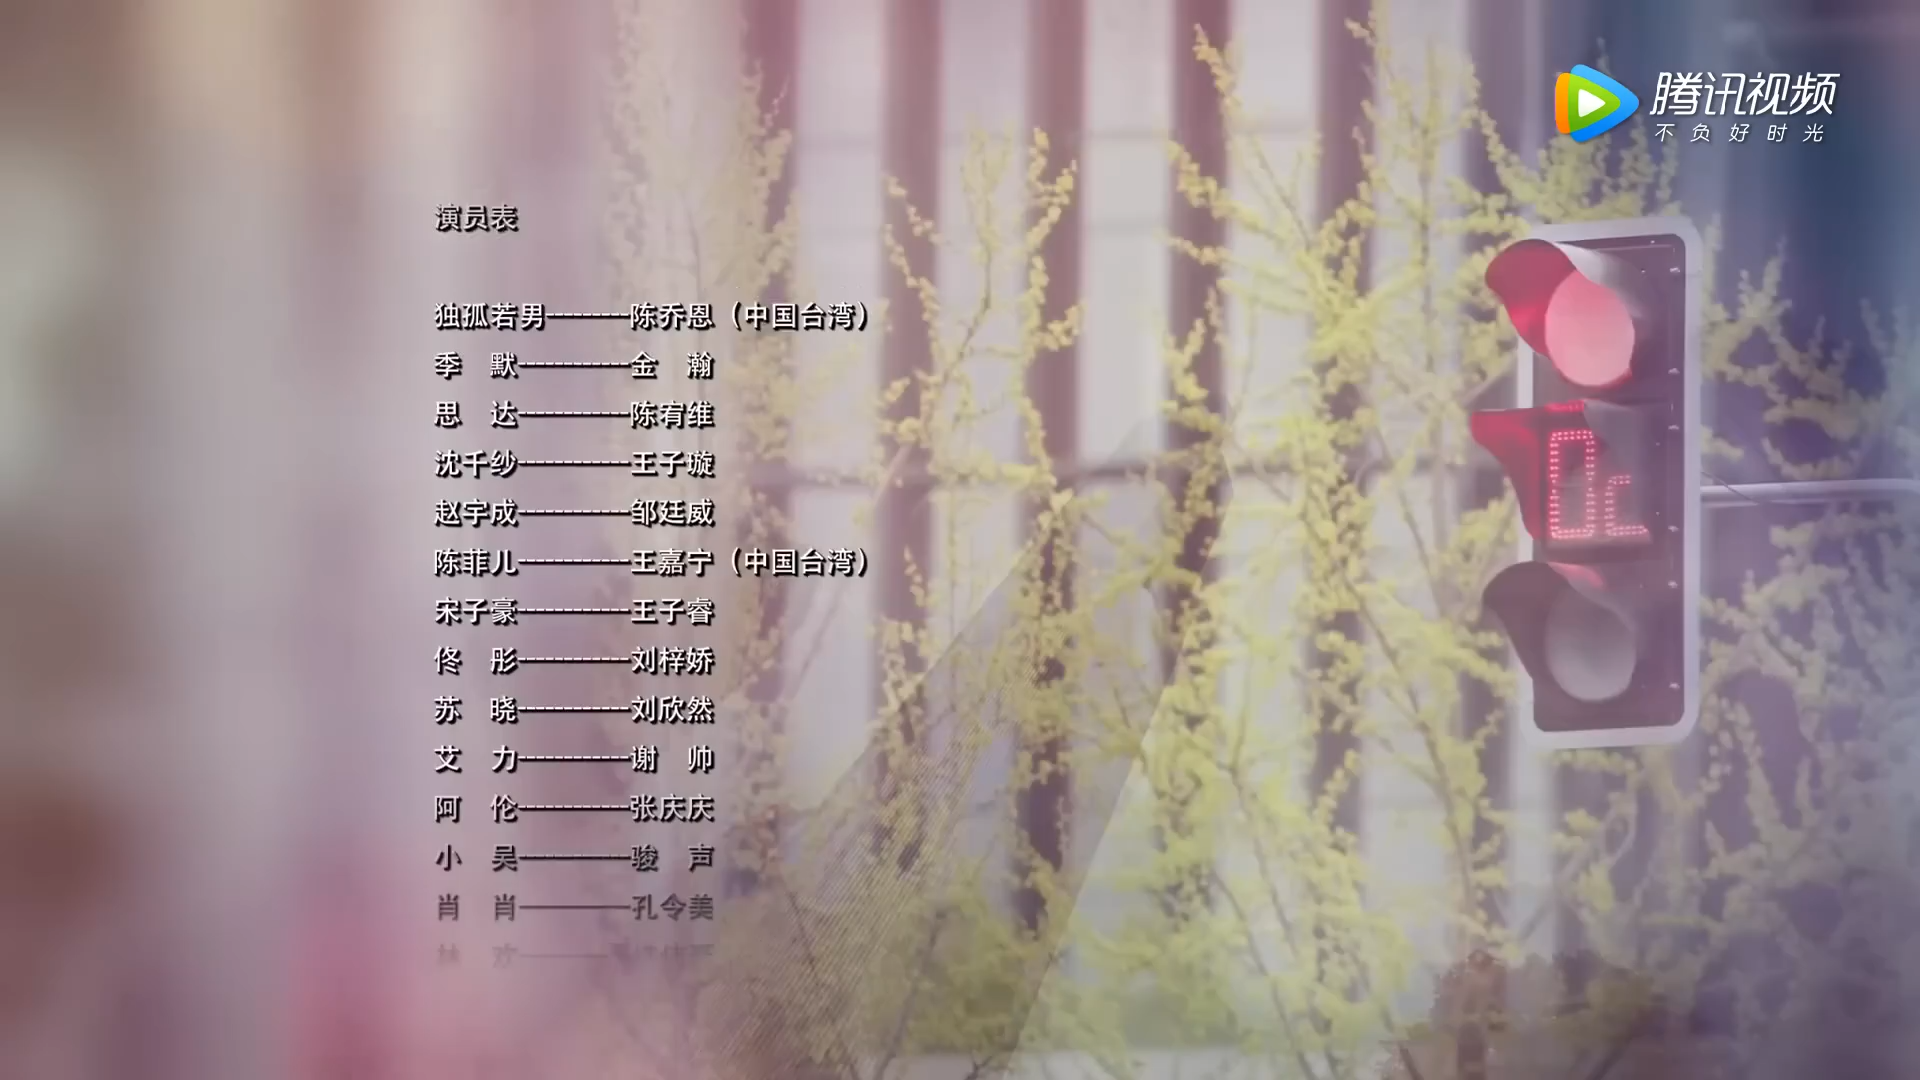 腾讯视频
不负好时光
演员表
独孤若男---------陈乔恩（中国台湾）
季　默------------金　瀚
思　达------------陈宥维
沈千纱------------王子璇
赵宇成------------邹廷威
陈菲儿------------王嘉宁（中国台湾）
宋子豪------------王子睿
佟　彤------------刘梓娇
苏　晓------------刘欣然
艾　力------------谢　帅
阿　伦------------张庆庆
小　吴------------骏　声
肖　肖------------孔令美